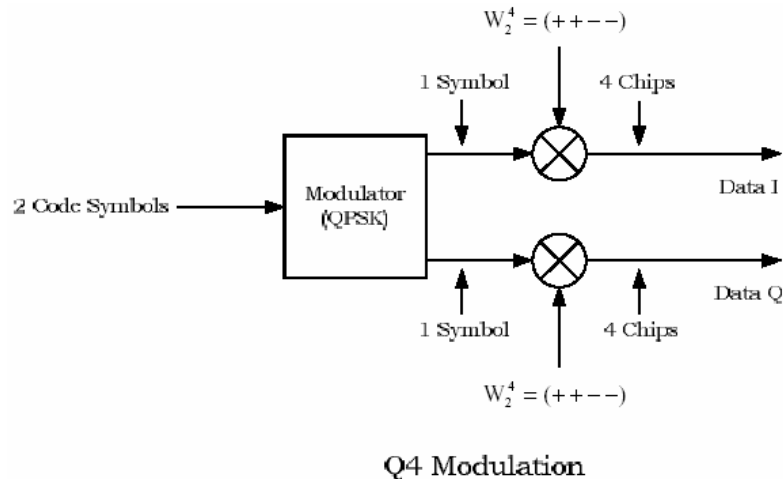 W₂⁴ = (++--)
1 Symbol
4 Chips
Data I
2 Code Symbols
Modulator
(QPSK)
Data Q
1 Symbol
4 Chips
W₂⁴ = (++--)
Q4 Modulation